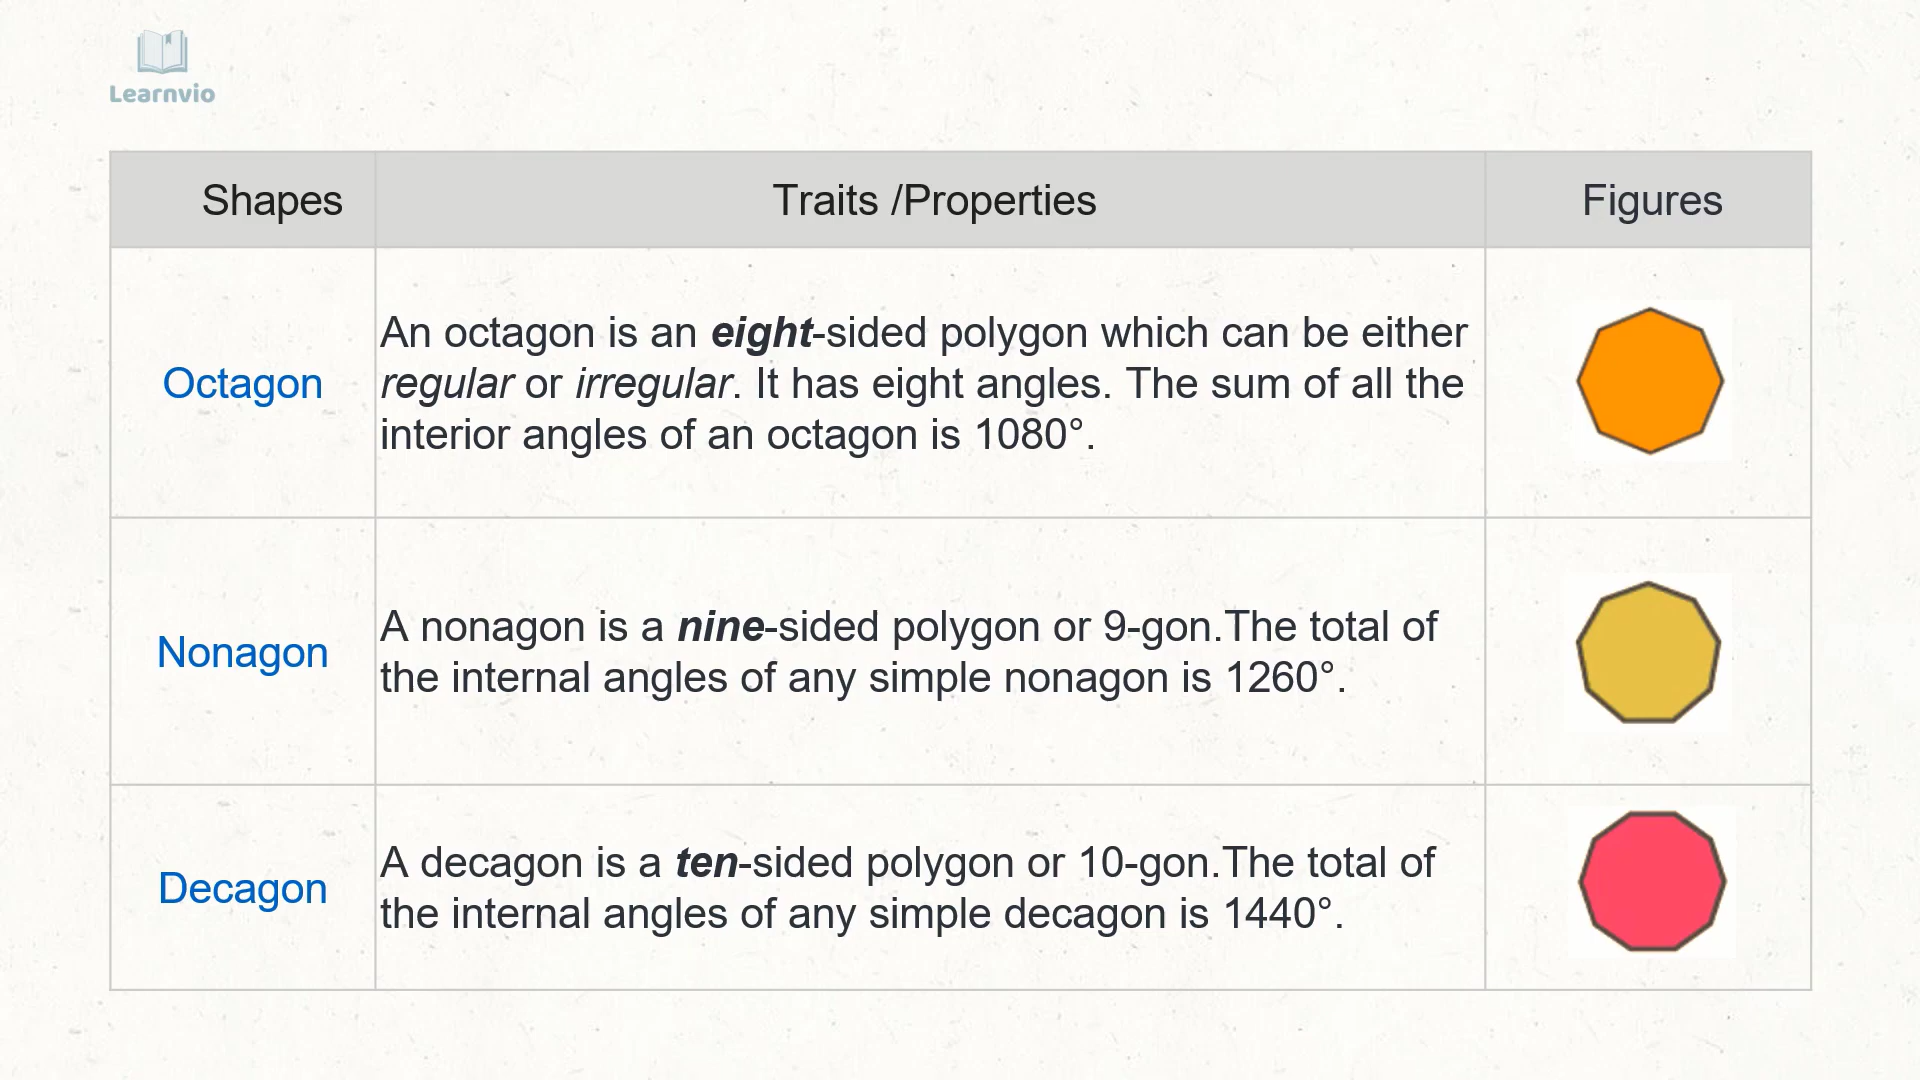 Learnvio
Shapes
Traits /Properties
Figures
Octagon
An octagon is an eight-sided polygon which can be either
regular or irregular. It has eight angles. The sum of all the
interior angles of an octagon is 1080°.
Nonagon
A nonagon is a nine-sided polygon or 9-gon.The total of
the internal angles of any simple nonagon is 1260°.
Decagon
A decagon is a ten-sided polygon or 10-gon.The total of
the internal angles of any simple decagon is 1440°.